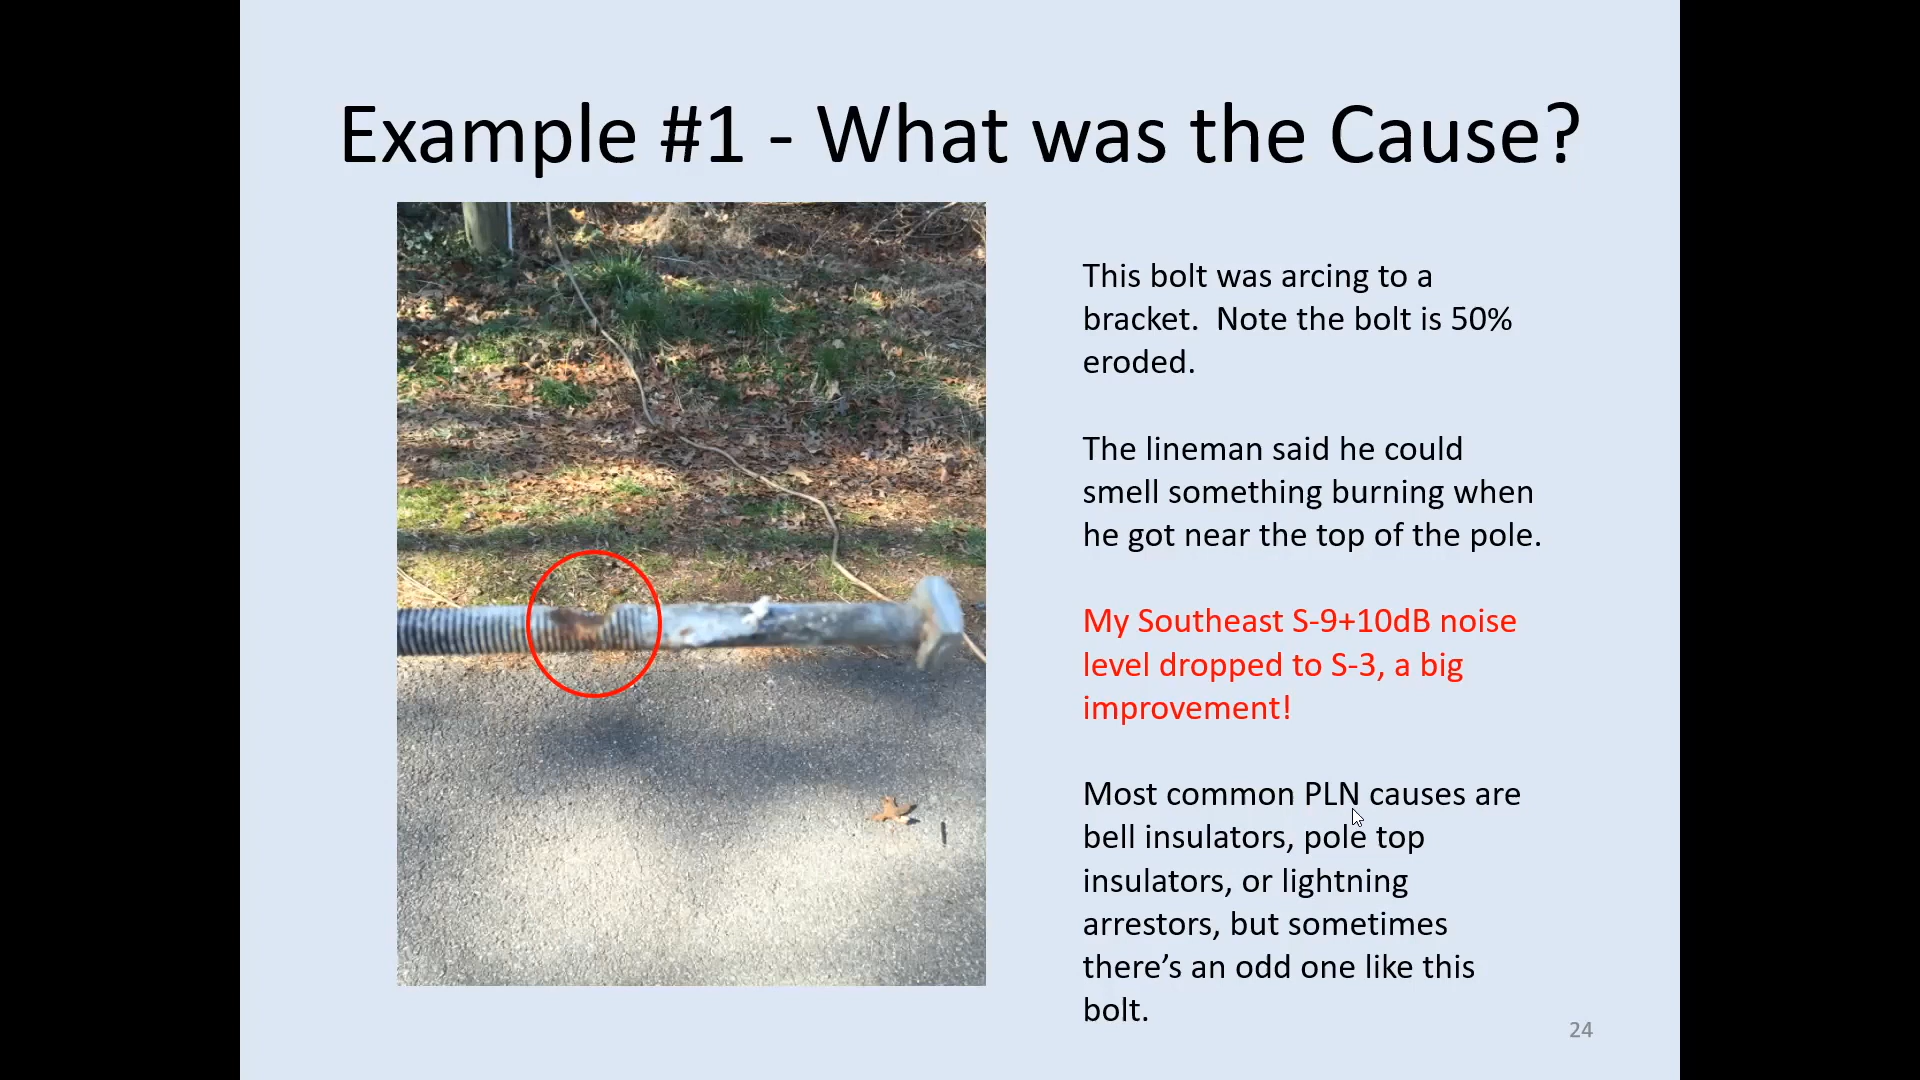 Example #1 - What was the Cause?
This bolt was arcing to a
bracket.  Note the bolt is 50%
eroded.
The lineman said he could
smell something burning when
he got near the top of the pole.
My Southeast S-9+10dB noise
level dropped to S-3, a big
improvement!
Most common PLN causes are
bell insulators, pole top
insulators, or lightning
arrestors, but sometimes
there’s an odd one like this
bolt.
24